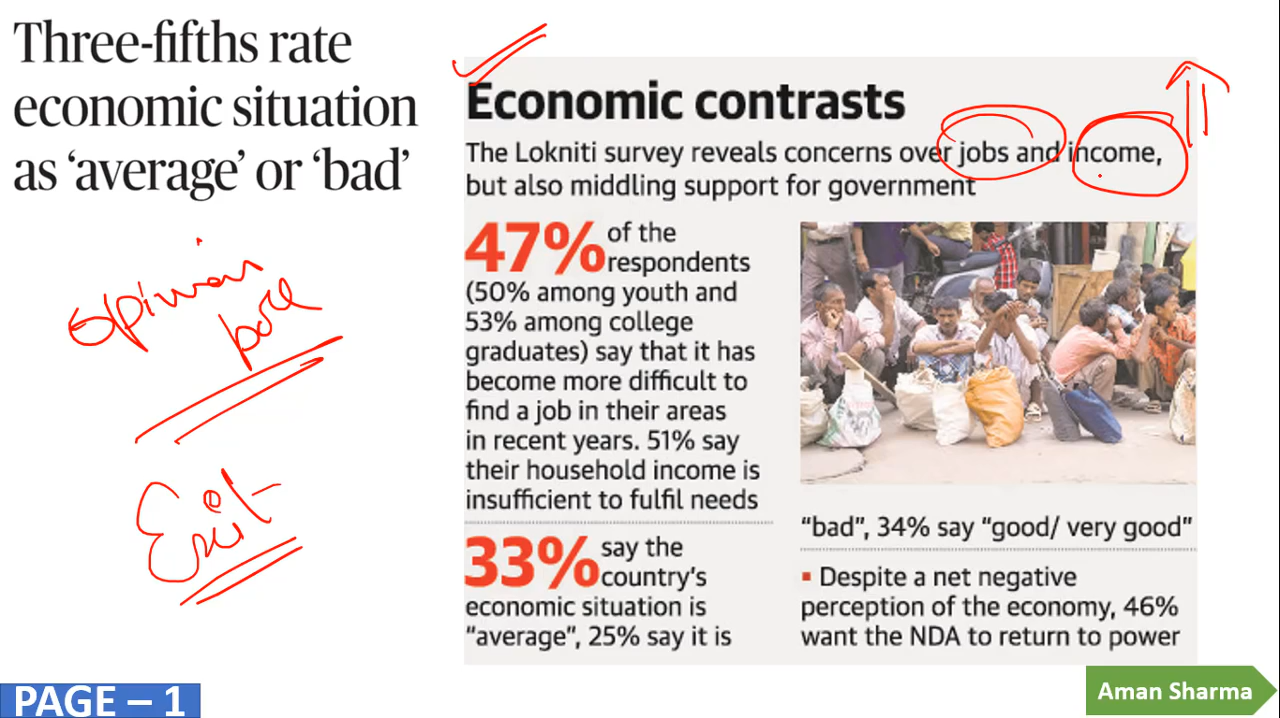 Three-fifths rate
economic situation
as ‘average’ or ‘bad’
opinion
Exit
Economic contrasts
The Lokniti survey reveals concerns over jobs and income,
but also middling support for government
47% of the
respondents
(50% among youth and
53% among college
graduates) say that it has
become more difficult to
find a job in their areas
in recent years. 51% say
their household income is
insufficient to fulfil needs
33% say the
country’s
economic situation is
“average”, 25% say it is
“bad”, 34% say “good/ very good”
▪ Despite a net negative
perception of the economy, 46%
want the NDA to return to power
PAGE – 1
Aman Sharma